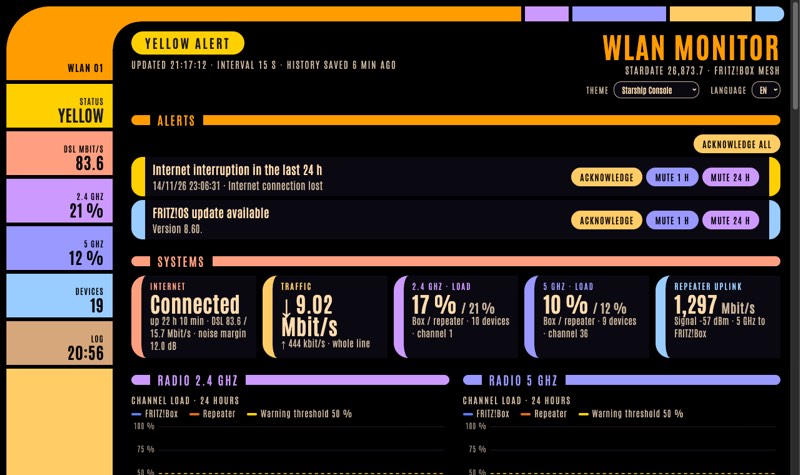 WLAN 01
STATUS
YELLOW
DSL MBIT/S
83.6
2.4 GHZ
21 %
5 GHZ
12 %
DEVICES
19
LOG
20:56
YELLOW ALERT
UPDATED 21:17:12 · INTERVAL 15 S · HISTORY SAVED 6 MIN AGO
WLAN MONITOR
STARDATE 26,873.7 · FRITZ!BOX MESH
THEME Starship Console LANGUAGE EN
ALERTS
ACKNOWLEDGE ALL
Internet interruption in the last 24 h
14/11/26 23:06:31 · Internet connection lost
ACKNOWLEDGE MUTE 1 H MUTE 24 H
FRITZ!OS update available
Version 8.60.
ACKNOWLEDGE MUTE 1 H MUTE 24 H
SYSTEMS
INTERNET
Connected
up 22 h 10 min · DSL 83.6 /
15.7 Mbit/s · noise margin
12.0 dB
TRAFFIC
↓ 9.02
Mbit/s
↑ 444 kbit/s · whole line
2.4 GHZ · LOAD
17 % / 21 %
Box / repeater · 10 devices
· channel 1
5 GHZ · LOAD
10 % / 12 %
Box / repeater · 9 devices
· channel 36
REPEATER UPLINK
1,297 Mbit/s
Signal -57 dBm · 5 GHz to
FRITZ!Box
RADIO 2.4 GHZ
CHANNEL LOAD · 24 HOURS
FRITZ!Box Repeater Warning threshold 50 %
100 %
75 %
50 %
RADIO 5 GHZ
CHANNEL LOAD · 24 HOURS
FRITZ!Box Repeater Warning threshold 50 %
100 %
75 %
50 %